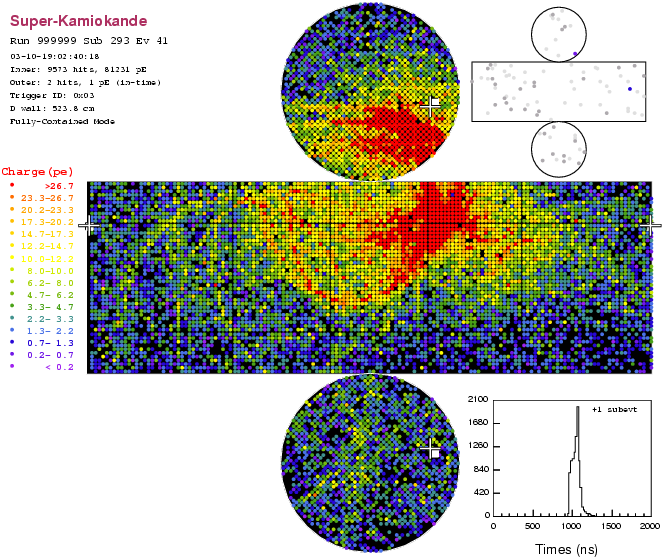 Super-Kamiokande
Run 999999 Sub 293 Ev 41
03-10-19:02:40:18
Inner: 9573 hits, 81231 pE
Outer: 2 hits, 1 pE (in-time)
Trigger ID: 0x03
D wall: 523.8 cm
Fully-Contained Mode
Charge(pe)
>26.7
23.3-26.7
20.2-23.3
17.3-20.2
14.7-17.3
12.2-14.7
10.0-12.2
8.0-10.0
6.2- 8.0
4.7- 6.2
3.3- 4.7
2.2- 3.3
1.3- 2.2
0.7- 1.3
0.2- 0.7
< 0.2
+1 subevt
2100
1680
1260
840
420
0
0 500 1000 1500 2000
Times (ns)